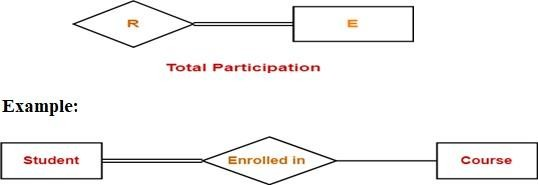 R E
Total Participation
Example:
Student Enrolled in Course